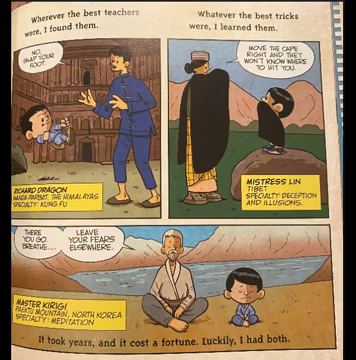 Wherever the best teachers
were, I found them.
NO,
SNAP YOUR
FOOT.
RICHARD DRAGON
NANGA PARBAT, THE HIMALAYAS
SPECIALTY: KUNG FU
Whatever the best tricks
were, I learned them.
MOVE THE CAPE
RIGHT AND THEY
WON'T KNOW WHERE
TO HIT YOU.
MISTRESS LIN
TIBET
SPECIALTY: DECEPTION
AND ILLUSIONS.
THERE
YOU GO.
BREATHE....
LEAVE
YOUR FEARS
ELSEWHERE.
MASTER KIRIGI
PAEKTU MOUNTAIN, NORTH KOREA
SPECIALTY: MEDITATION
It took years, and it cost a fortune. Luckily, I had both.